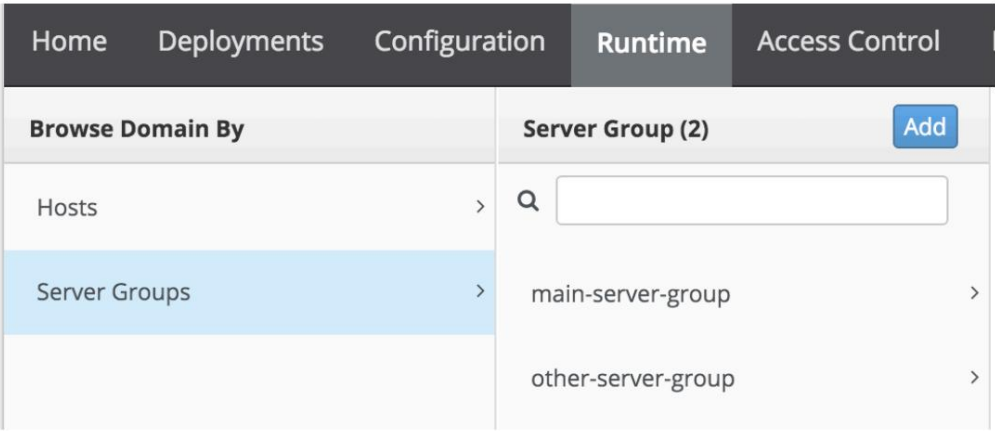 Home Deployments Configuration Runtime Access Control
Browse Domain By
Server Group (2) Add
Hosts
Server Groups
main-server-group
other-server-group